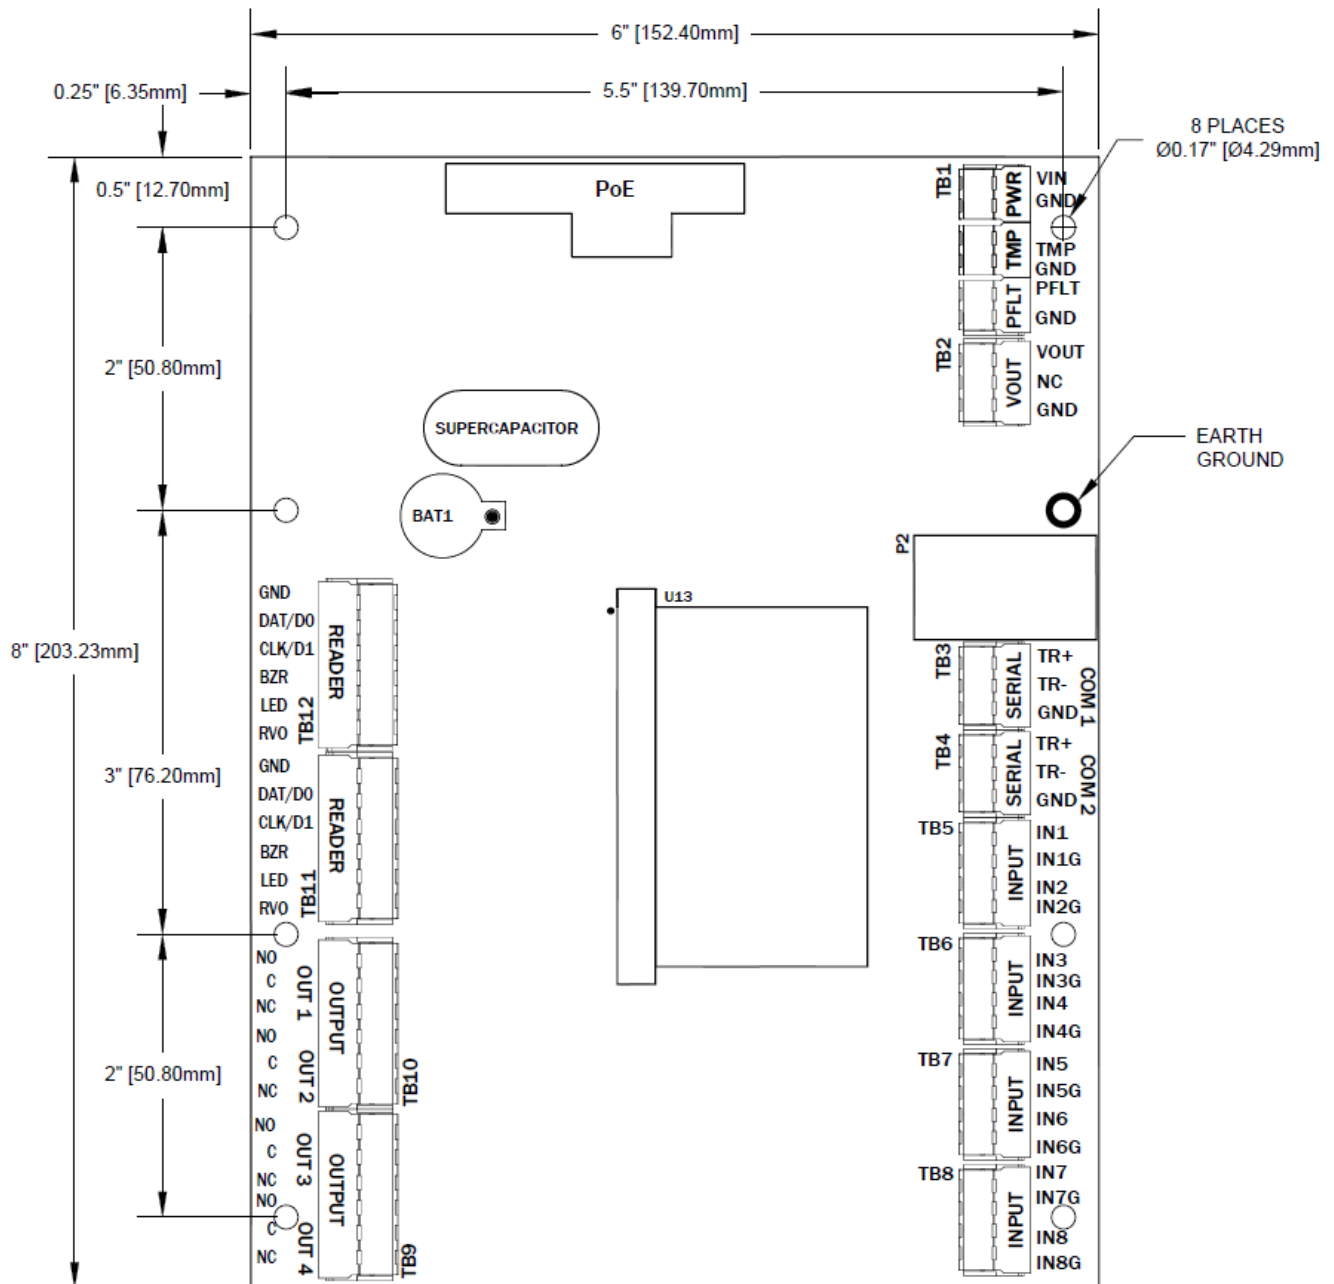 6" [152.40mm]
0.25" [6.35mm]
5.5" [139.70mm]
8 PLACES
Ø0.17" [Ø4.29mm]
0.5" [12.70mm]
2" [50.80mm]
8" [203.23mm]
3" [76.20mm]
2" [50.80mm]
PoE
SUPERCAPACITOR
BAT1
U13
TB1
PWR
VIN
GND
TMP
TMP
GND
PFLT
PFLT
GND
TB2
VOUT
VOUT
NC
GND
EARTH
GROUND
P2
TB3
SERIAL
TR+
TR-
GND
COM 1
TB4
SERIAL
TR+
TR-
GND
COM 2
TB5
INPUT
IN1
IN1G
IN2
IN2G
TB6
INPUT
IN3
IN3G
IN4
IN4G
TB7
INPUT
IN5
IN5G
IN6
IN6G
TB8
INPUT
IN7
IN7G
IN8
IN8G
GND
DAT/D0
CLK/D1
BZR
LED
RVO
TB12
READER
GND
DAT/D0
CLK/D1
BZR
LED
RVO
TB11
READER
NO
C
NC
OUT 1
NO
C
NC
OUT 2
OUTPUT
TB10
NO
C
NC
OUT 3
NO
C
NC
OUT 4
OUTPUT
TB9